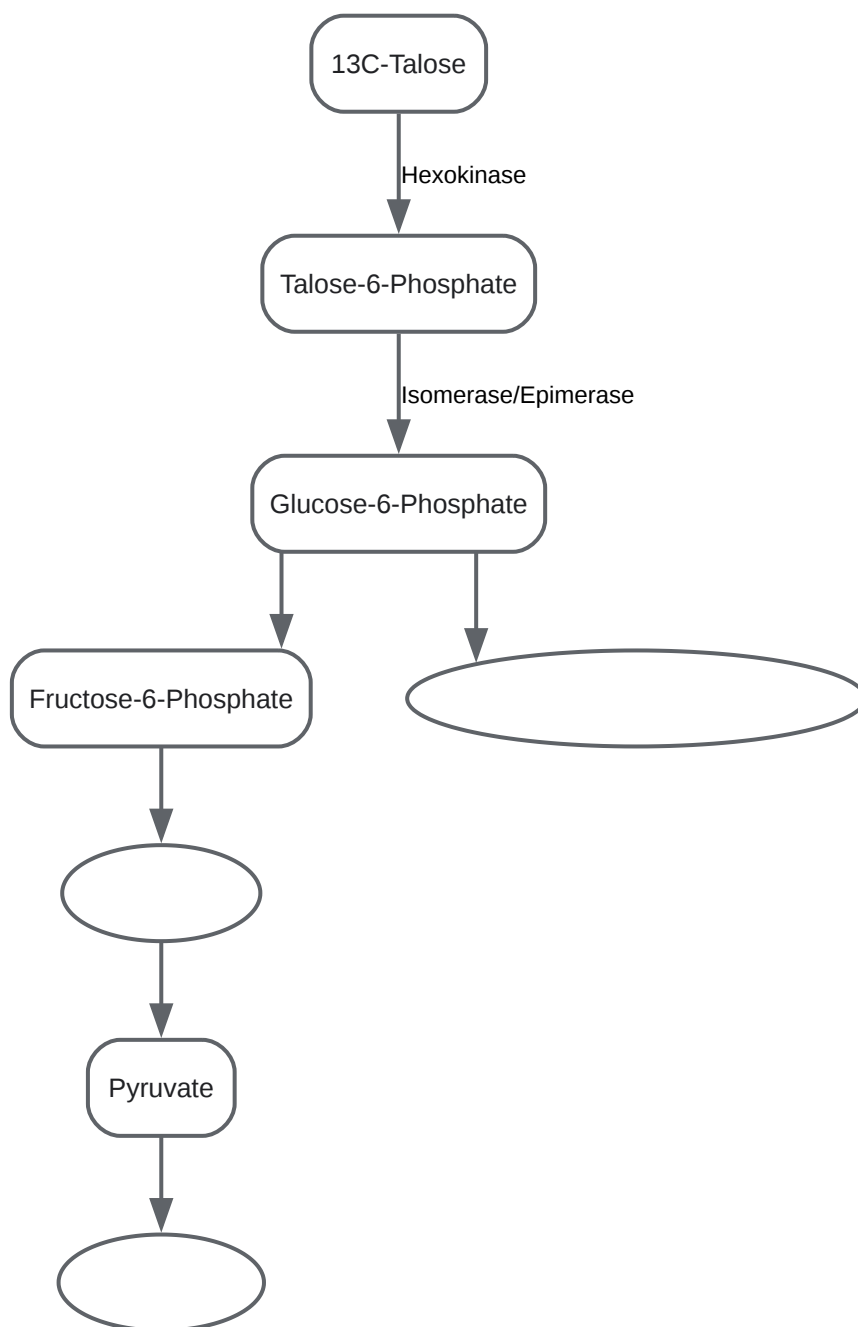 13C-Talose
Hexokinase
Talose-6-Phosphate
Isomerase/Epimerase
Glucose-6-Phosphate
Fructose-6-Phosphate
Pyruvate